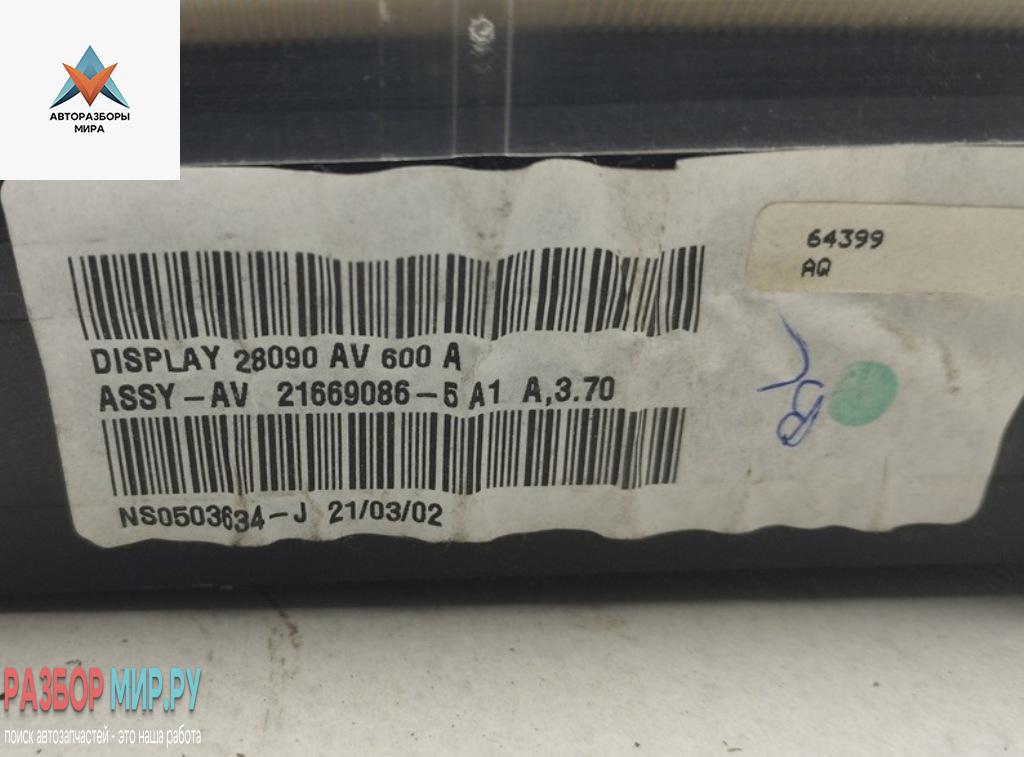 АВТОРАЗБОРЫ
МИРА
64399
AQ
DISPLAY 28090 AV 600 A
ASSY-AV 21669086-5 A1 A,3.70
NS0503634-J 21/03/02
РАЗБОР МИР.РУ
поиск автозапчастей - это наша работа